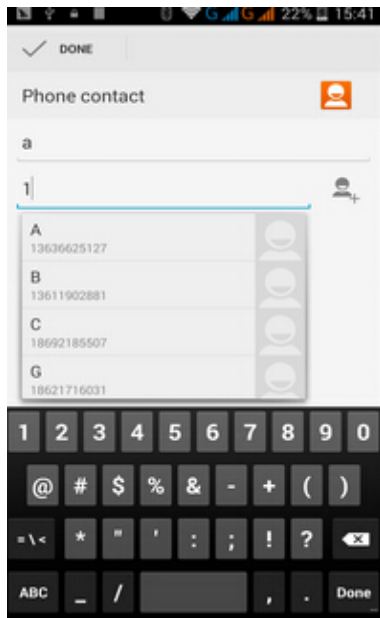 G G 22% 15:41
DONE
Phone contact
a
1
A
13636625127
B
13611902881
C
18692185507
G
18621716031
1 2 3 4 5 6 7 8 9 0
@ # $ % & - + ( )
=\< * " ' : ; ! ?
ABC _ / , . Done